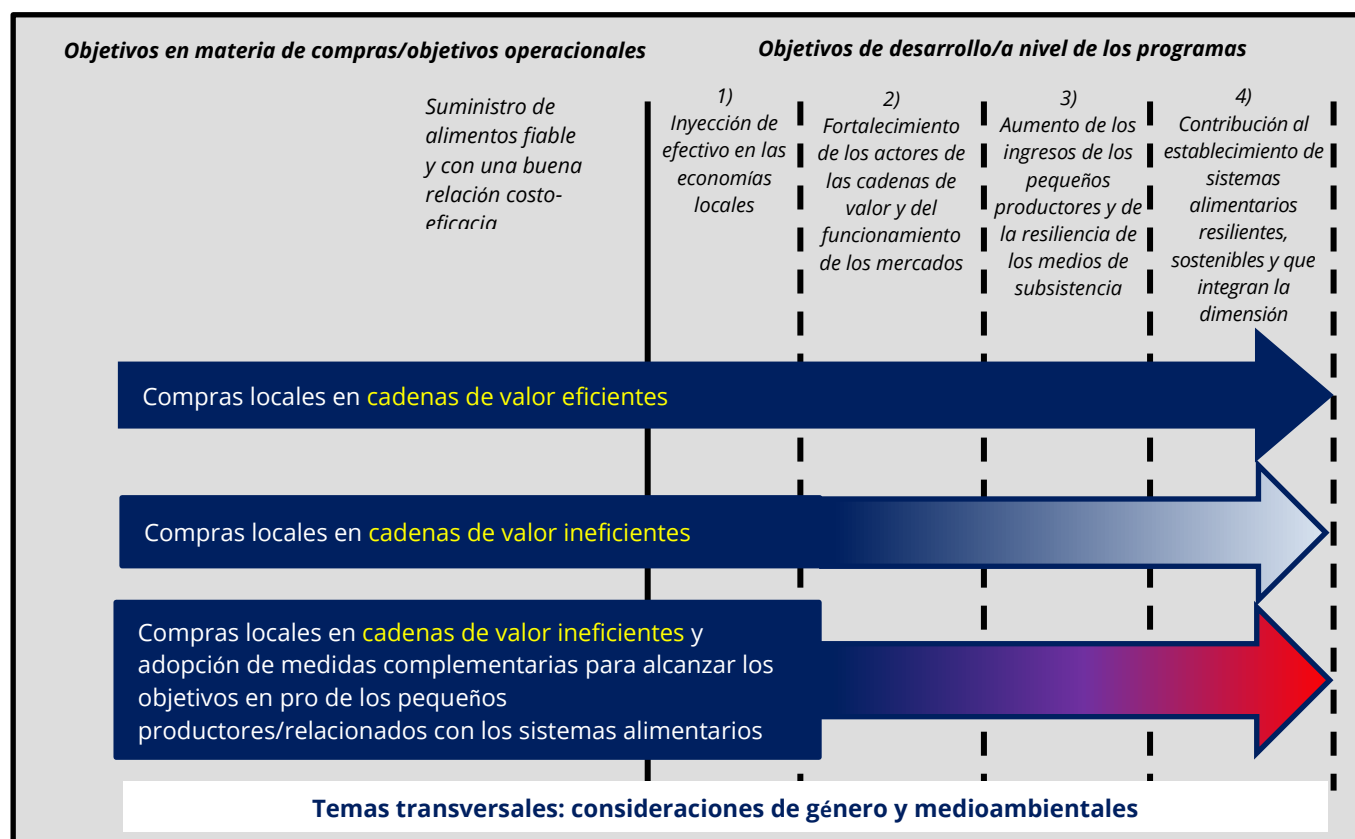 Objetivos en materia de compras/objetivos operacionales
Objetivos de desarrollo/a nivel de los programas
Suministro de
alimentos fiable
y con una buena
relación costo-
eficacia
1)
Inyección de
efectivo en las
economías
locales
2)
Fortalecimiento
de los actores de
las cadenas de
valor y del
funcionamiento
de los mercados
3)
Aumento de los
ingresos de los
pequeños
productores y de
la resiliencia de
los medios de
subsistencia
4)
Contribución al
establecimiento de
sistemas
alimentarios
resilientes,
sostenibles y que
integran la
dimensión
Compras locales en cadenas de valor eficientes
Compras locales en cadenas de valor ineficientes
Compras locales en cadenas de valor ineficientes y
adopción de medidas complementarias para alcanzar los
objetivos en pro de los pequeños
productores/relacionados con los sistemas alimentarios
Temas transversales: consideraciones de género y medioambientales